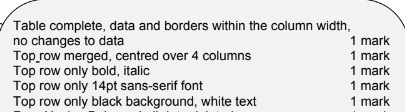 Table complete, data and borders within the column width,
no changes to data 1 mark
Top row merged, centred over 4 columns 1 mark
Top row only bold, italic 1 mark
Top row only 14pt sans-serif font 1 mark
Top row only black background, white text 1 mark